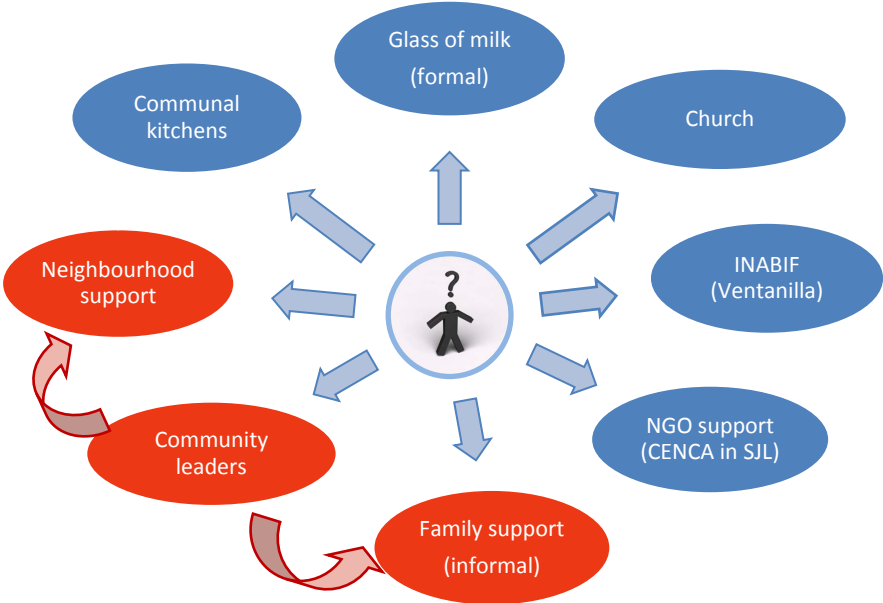 Glass of milk
(formal)
Communal
kitchens
Church
Neighbourhood
support
INABIF
(Ventanilla)
?
Community
leaders
NGO support
(CENCA in SJL)
Family support
(informal)